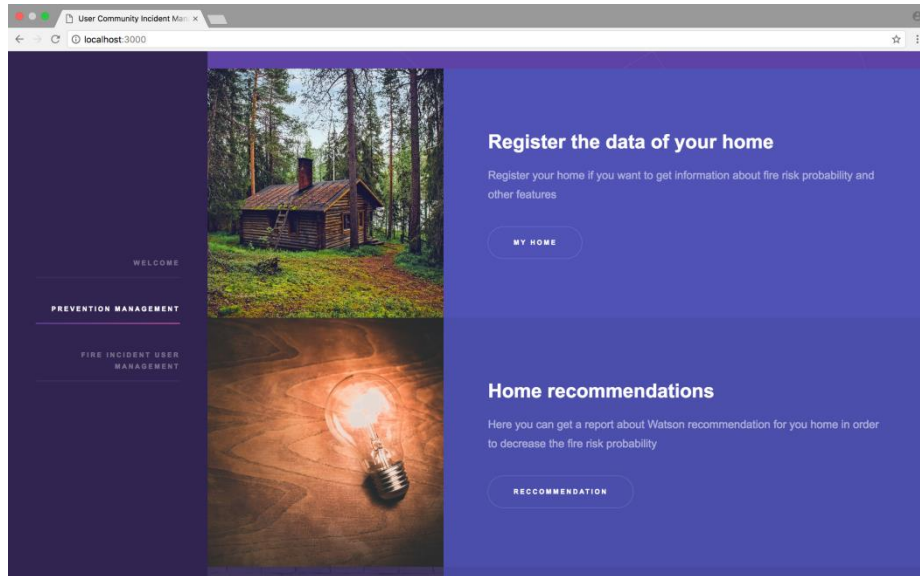 User Community Incident Man
localhost:3000
WELCOME
PREVENTION MANAGEMENT
FIRE INCIDENT USER
MANAGEMENT
Register the data of your home
Register your home if you want to get information about fire risk probability and
other features
MY HOME
Home recommendations
Here you can get a report about Watson recommendation for you home in order
to decrease the fire risk probability
RECCOMMENDATION